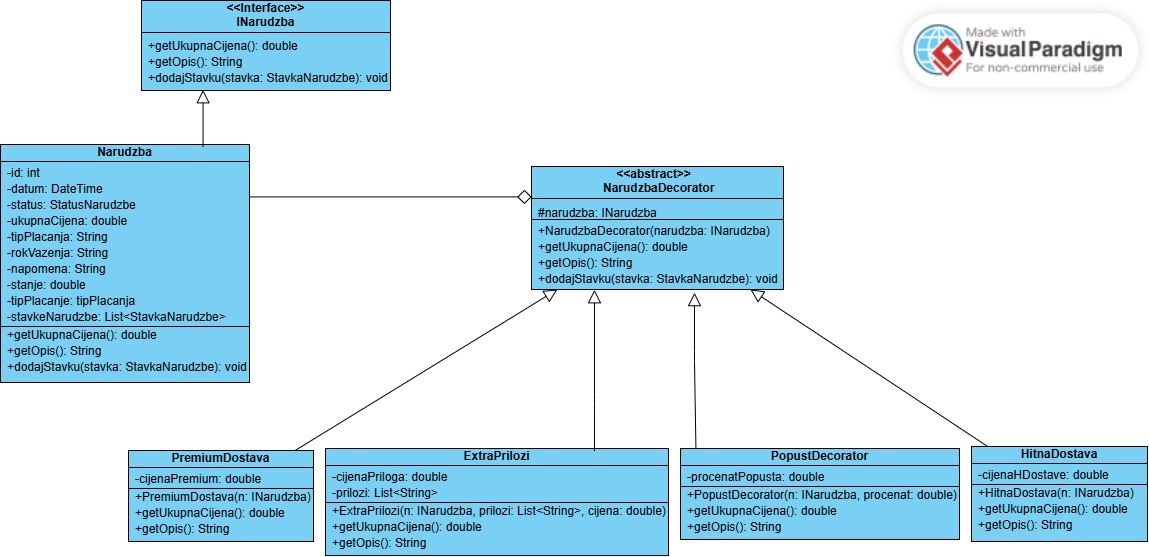 <<Interface>>
INarudzba
+getUkupnaCijena(): double
+getOpis(): String
+dodajStavku(stavka: StavkaNarudzbe): void
Made with
VisualParadigm
For non-commercial use
Narudzba
-id: int
-datum: DateTime
-status: StatusNarudzbe
-ukupnaCijena: double
-tipPlacanja: String
-rokVazenja: String
-napomena: String
-stanje: double
-tipPlacanje: tipPlacanja
-stavkeNarudzbe: List<StavkaNarudzbe>
+getUkupnaCijena(): double
+getOpis(): String
+dodajStavku(stavka: StavkaNarudzbe): void
<<abstract>>
NarudzbaDecorator
#narudzba: INarudzba
+NarudzbaDecorator(narudzba: INarudzba)
+getUkupnaCijena(): double
+getOpis(): String
+dodajStavku(stavka: StavkaNarudzbe): void
PremiumDostava
-cijenaPremium: double
+PremiumDostava(n: INarudzba)
+getUkupnaCijena(): double
+getOpis(): String
ExtraPrilozi
-cijenaPriloga: double
-prilozi: List<String>
+ExtraPrilozi(n: INarudzba, prilozi: List<String>, cijena: double)
+getUkupnaCijena(): double
+getOpis(): String
PopustDecorator
-procenatPopusta: double
+PopustDecorator(n: INarudzba, procenat: double)
+getUkupnaCijena(): double
+getOpis(): String
HitnaDostava
-cijenaHDostave: double
+HitnaDostava(n: INarudzba)
+getUkupnaCijena(): double
+getOpis(): String